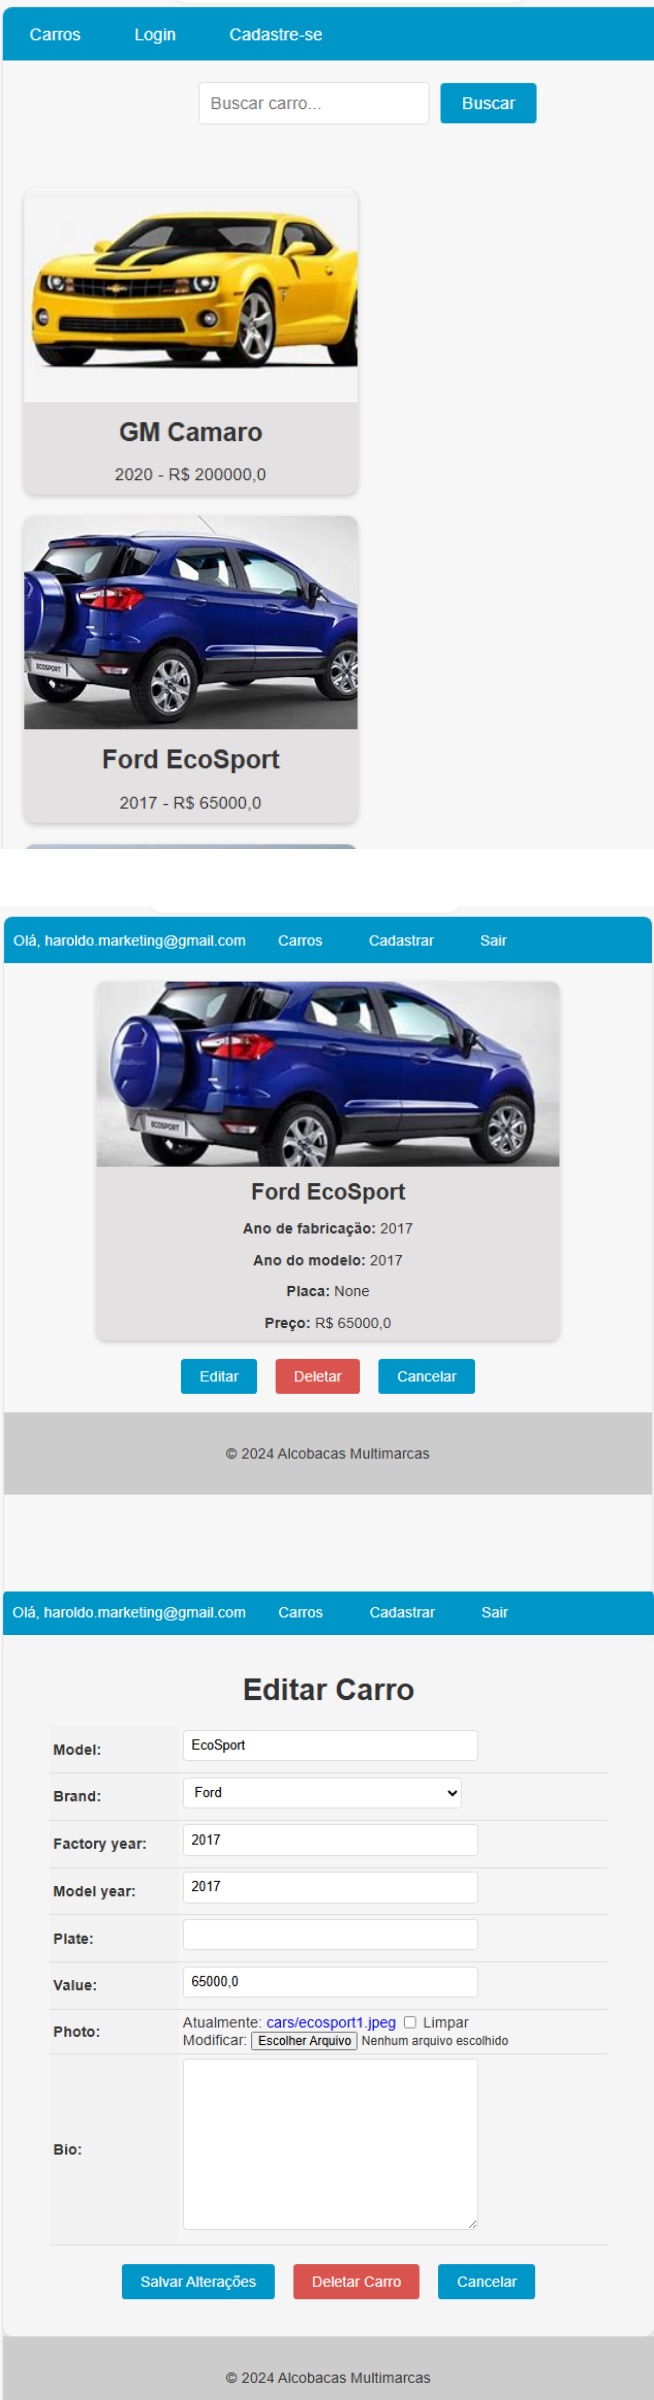 Carros Login Cadastre-se
Buscar carro... Buscar
GM Camaro
2020 - R$ 200000,0
ECOSPORT
Ford EcoSport
2017 - R$ 65000,0
Olá, haroldo.marketing@gmail.com Carros Cadastrar Sair
ECOSPORT
Ford EcoSport
Ano de fabricação: 2017
Ano do modelo: 2017
Placa: None
Preço: R$ 65000,0
Editar Deletar Cancelar
© 2024 Alcobacas Multimarcas
Olá, haroldo.marketing@gmail.com Carros Cadastrar Sair
Editar Carro
Model: EcoSport
Brand: Ford
Factory year: 2017
Model year: 2017
Plate:
Value: 65000,0
Photo: Atualmente: cars/ecosport1.jpeg Limpar
Modificar: Escolher Arquivo Nenhum arquivo escolhido
Bio:
Salvar Alterações Deletar Carro Cancelar
© 2024 Alcobacas Multimarcas